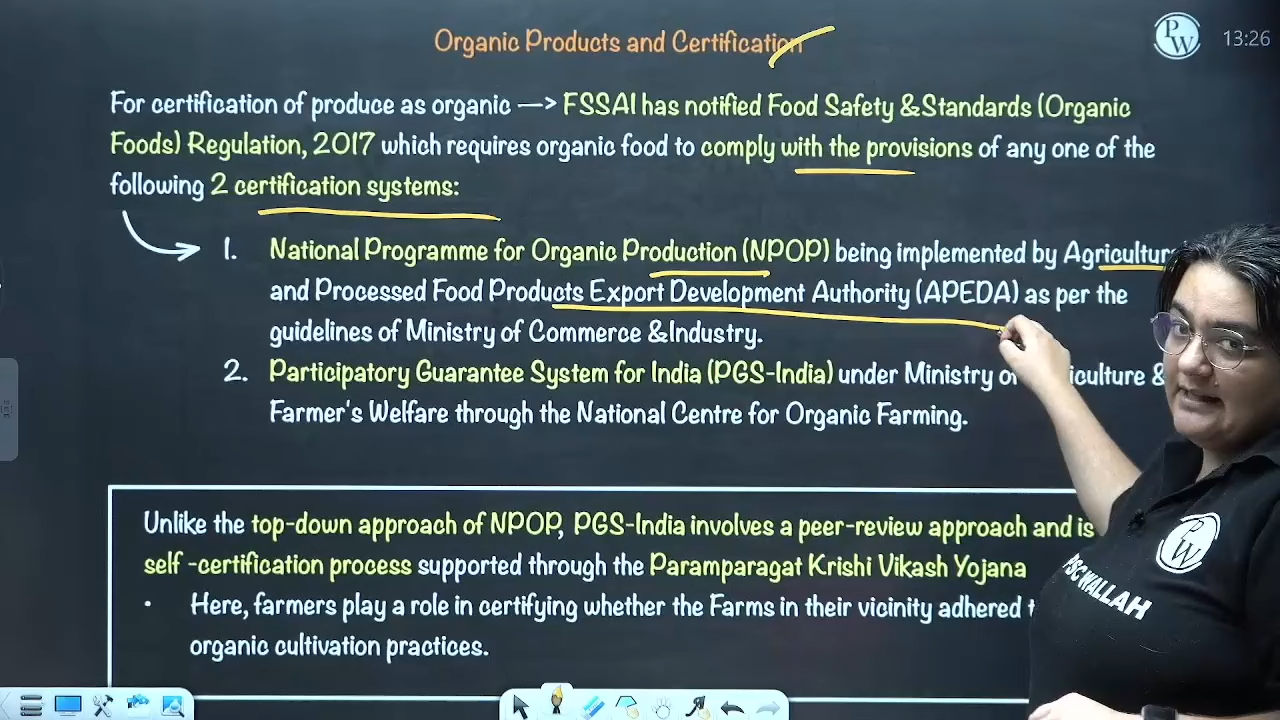 Organic Products and Certification
PW
13:26
For certification of produce as organic —> FSSAI has notified Food Safety &Standards (Organic
Foods) Regulation, 2017 which requires organic food to comply with the provisions of any one of the
following 2 certification systems:
1. National Programme for Organic Production (NPOP) being implemented by Agriculture
and Processed Food Products Export Development Authority (APEDA) as per the
guidelines of Ministry of Commerce &Industry.
2. Participatory Guarantee System for India (PGS-India) under Ministry of &
Farmer's Welfare through the National Centre for Organic Farming.
Unlike the top-down approach of NPOP, PGS-India involves a peer-review approach and is
self -certification process supported through the Paramparagat Krishi Vikash Yojana
• Here, farmers play a role in certifying whether the Farms in their vicinity adhered
organic cultivation practices.
PW
WALLAH